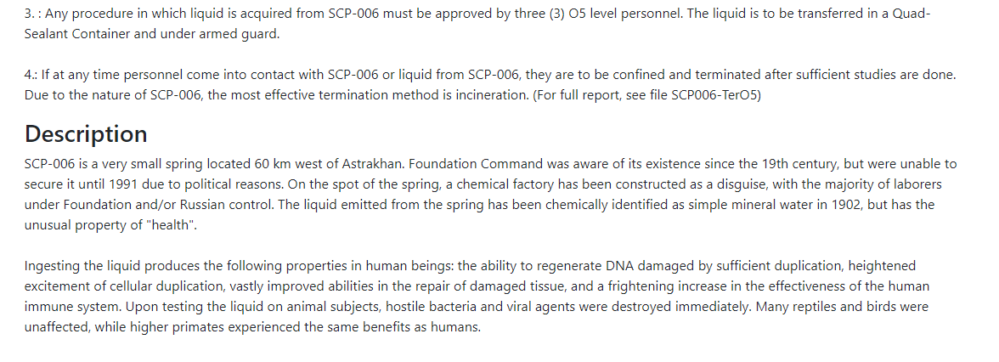 3. : Any procedure in which liquid is acquired from SCP-006 must be approved by three (3) O5 level personnel. The liquid is to be transferred in a Quad-
Sealant Container and under armed guard.
4.: If at any time personnel come into contact with SCP-006 or liquid from SCP-006, they are to be confined and terminated after sufficient studies are done.
Due to the nature of SCP-006, the most effective termination method is incineration. (For full report, see file SCP006-TerO5)
Description
SCP-006 is a very small spring located 60 km west of Astrakhan. Foundation Command was aware of its existence since the 19th century, but were unable to
secure it until 1991 due to political reasons. On the spot of the spring, a chemical factory has been constructed as a disguise, with the majority of laborers
under Foundation and/or Russian control. The liquid emitted from the spring has been chemically identified as simple mineral water in 1902, but has the
unusual property of "health".
Ingesting the liquid produces the following properties in human beings: the ability to regenerate DNA damaged by sufficient duplication, heightened
excitement of cellular duplication, vastly improved abilities in the repair of damaged tissue, and a frightening increase in the effectiveness of the human
immune system. Upon testing the liquid on animal subjects, hostile bacteria and viral agents were destroyed immediately. Many reptiles and birds were
unaffected, while higher primates experienced the same benefits as humans.